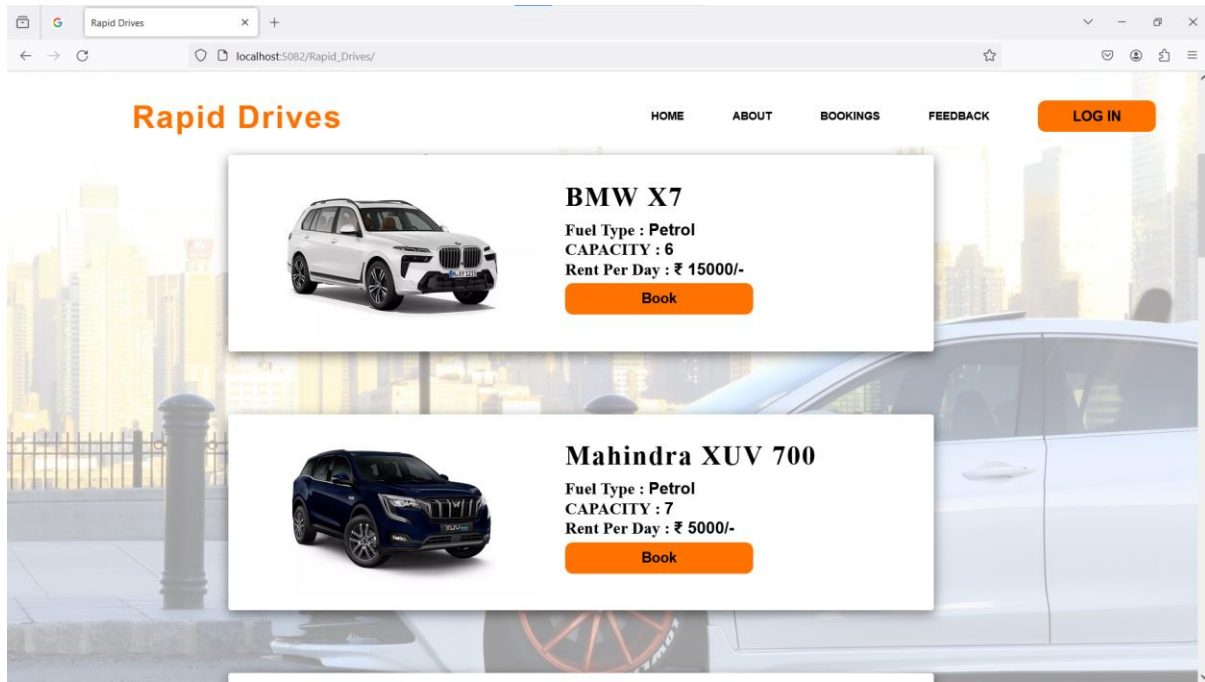 Rapid Drives
localhost:5082/Rapid_Drives/
Rapid Drives
HOME
ABOUT
BOOKINGS
FEEDBACK
LOG IN
BMW X7
Fuel Type : Petrol
CAPACITY : 6
Rent Per Day : ₹ 15000/-
Book
Mahindra XUV 700
Fuel Type : Petrol
CAPACITY : 7
Rent Per Day : ₹ 5000/-
Book